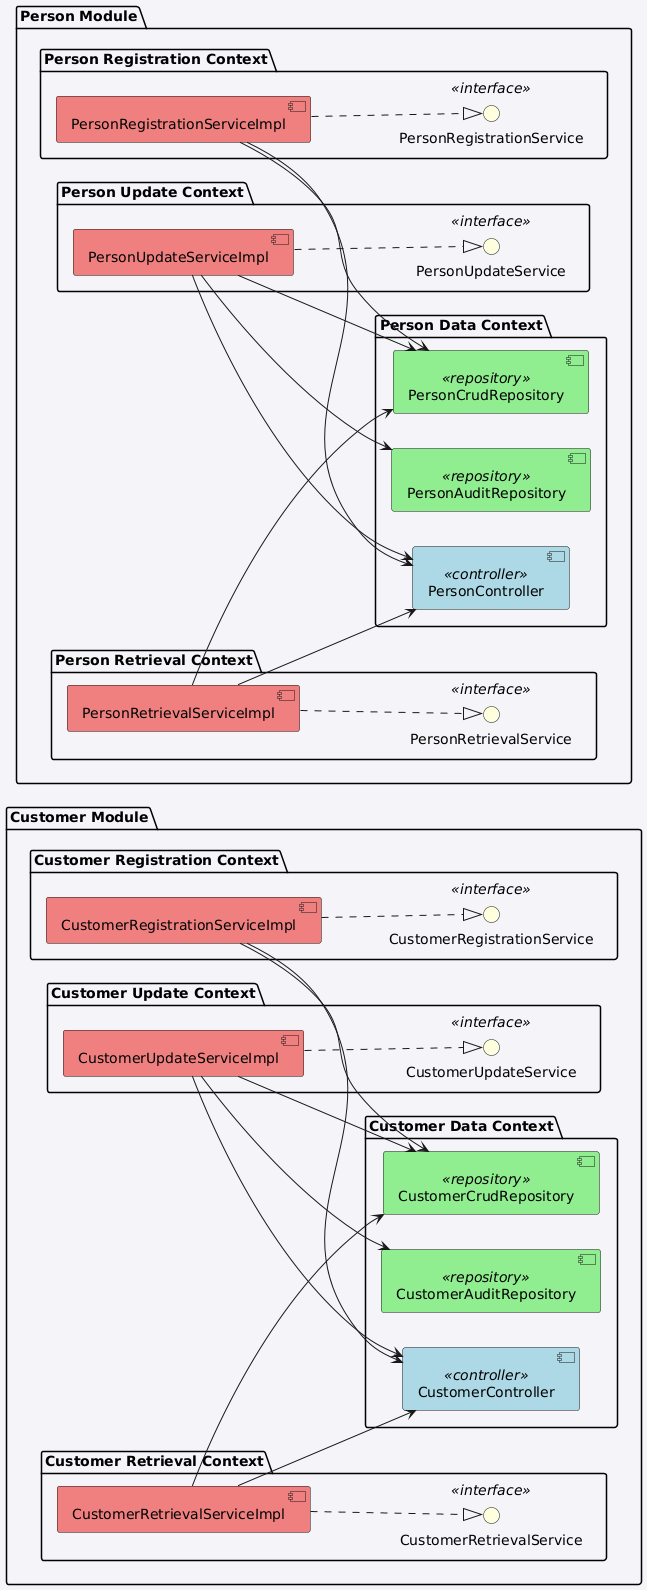 Person Module
Person Registration Context
«interface»
PersonRegistrationServiceImpl
PersonRegistrationService
Person Update Context
«interface»
PersonUpdateServiceImpl
PersonUpdateService
Person Data Context
«repository»
PersonCrudRepository
«repository»
PersonAuditRepository
«controller»
PersonController
Person Retrieval Context
«interface»
PersonRetrievalServiceImpl
PersonRetrievalService
Customer Module
Customer Registration Context
«interface»
CustomerRegistrationServiceImpl
CustomerRegistrationService
Customer Update Context
«interface»
CustomerUpdateServiceImpl
CustomerUpdateService
Customer Data Context
«repository»
CustomerCrudRepository
«repository»
CustomerAuditRepository
«controller»
CustomerController
Customer Retrieval Context
«interface»
CustomerRetrievalServiceImpl
CustomerRetrievalService